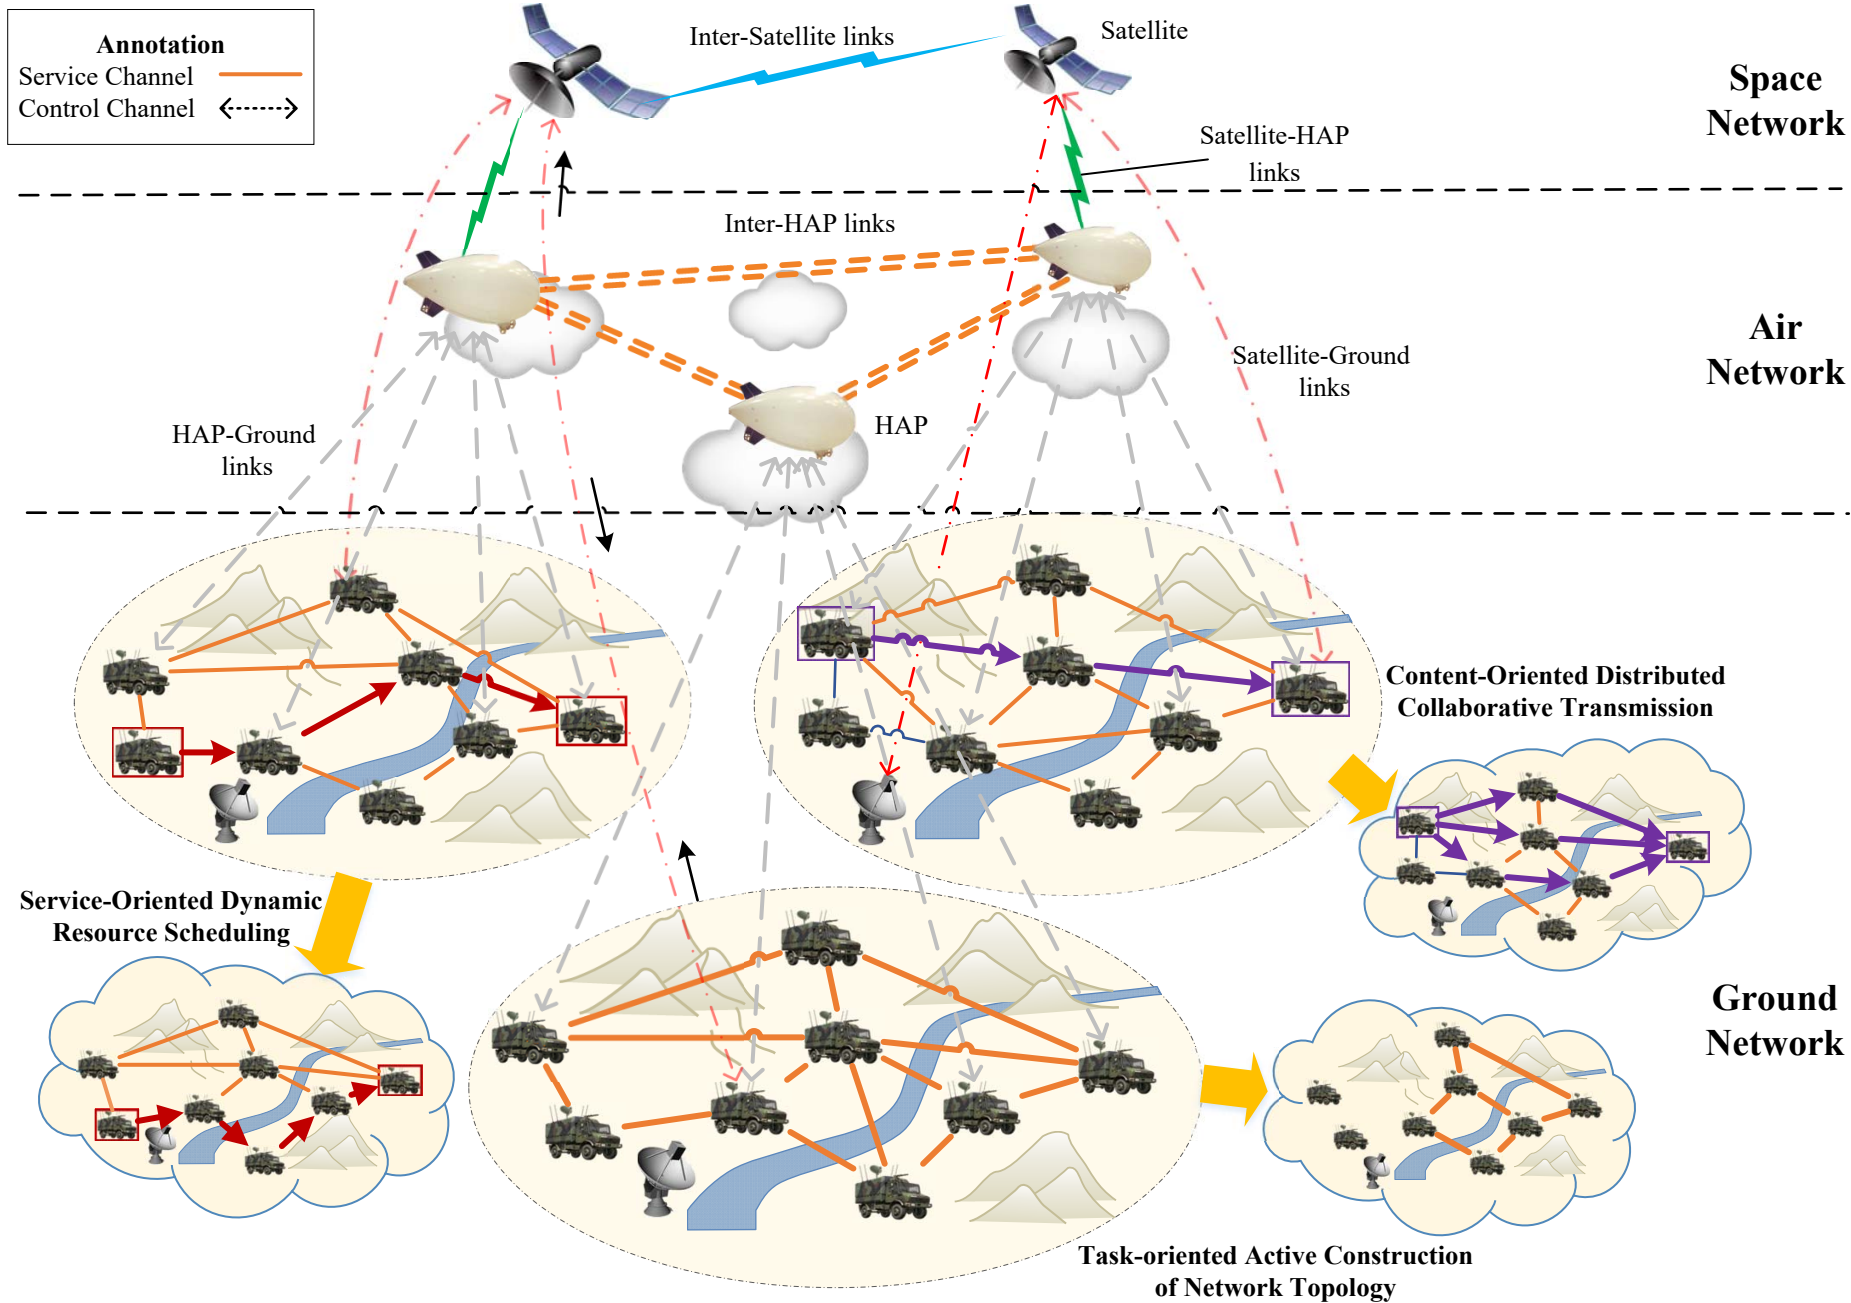 Annotation
Service Channel
Control Channel
Inter-Satellite links
Satellite
Space
Network
Satellite-HAP
links
Inter-HAP links
Air
Network
Satellite-Ground
links
HAP-Ground
links
HAP
Content-Oriented Distributed
Collaborative Transmission
Service-Oriented Dynamic
Resource Scheduling
Ground
Network
Task-oriented Active Construction
of Network Topology